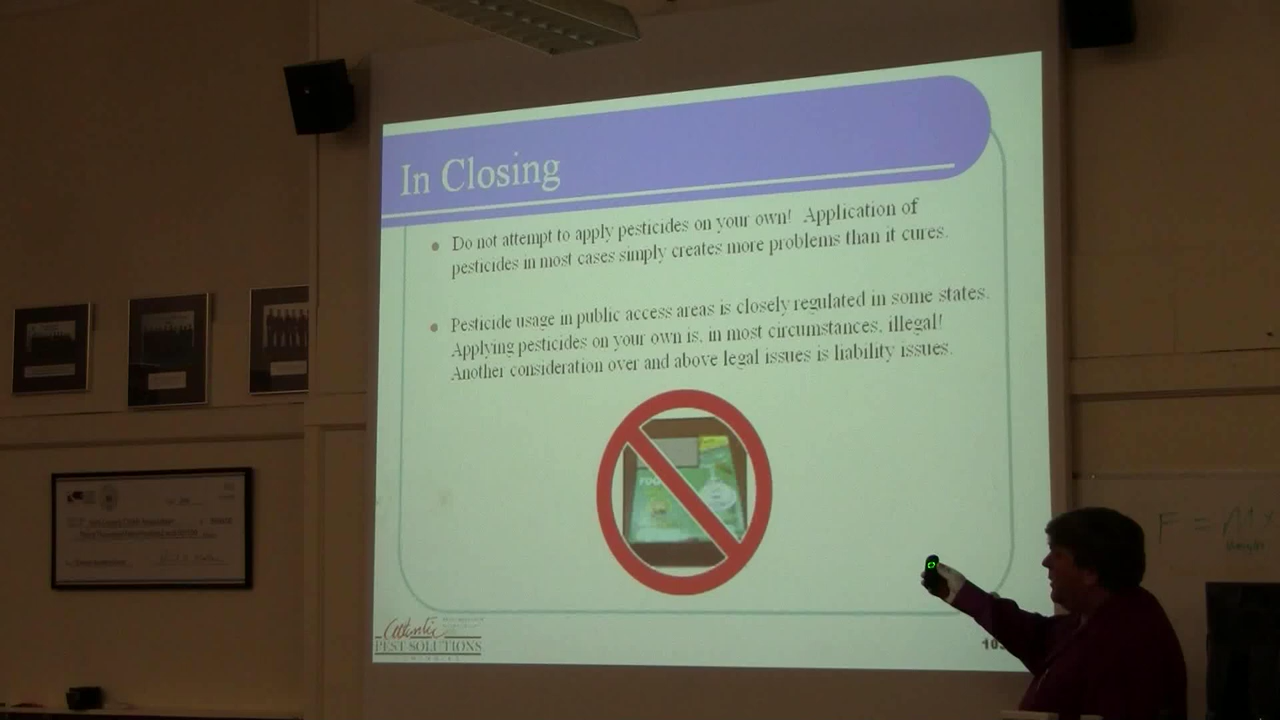 In Closing
Do not attempt to apply pesticides on your own! Application of
pesticides in most cases simply creates more problems than it cures.
Pesticide usage in public access areas is closely regulated in some states.
Applying pesticides on your own is, in most circumstances, illegal!
Another consideration over and above legal issues is liability issues.
FOG
Atlantic
PEST SOLUTIONS
10
F = M